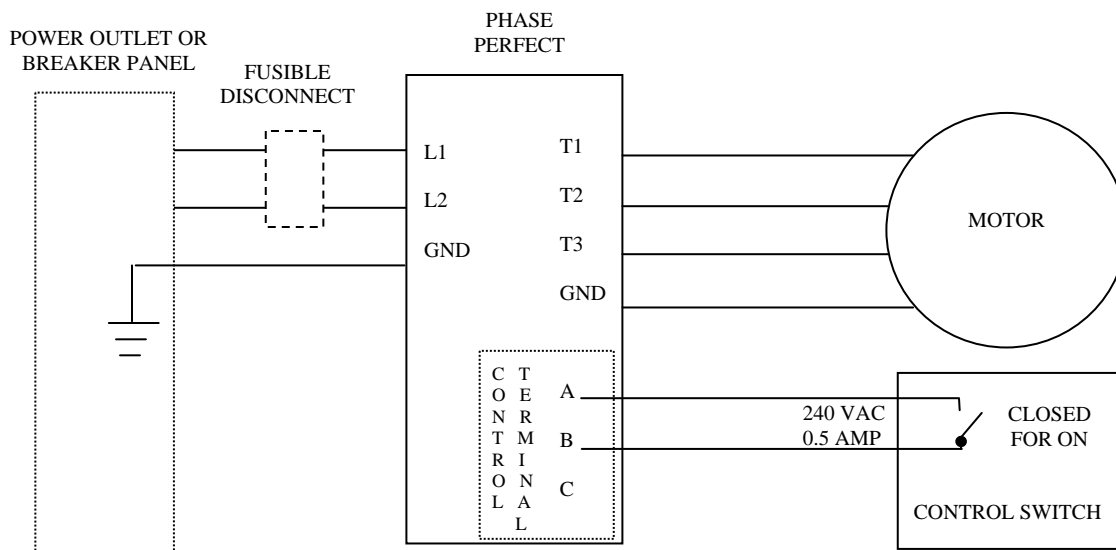 POWER OUTLET OR
BREAKER PANEL
FUSIBLE
DISCONNECT
PHASE
PERFECT
L1
L2
GND
T1
T2
T3
GND
MOTOR
CONTROL
TERMINAL
A
B
C
240 VAC
0.5 AMP
CLOSED
FOR ON
CONTROL SWITCH